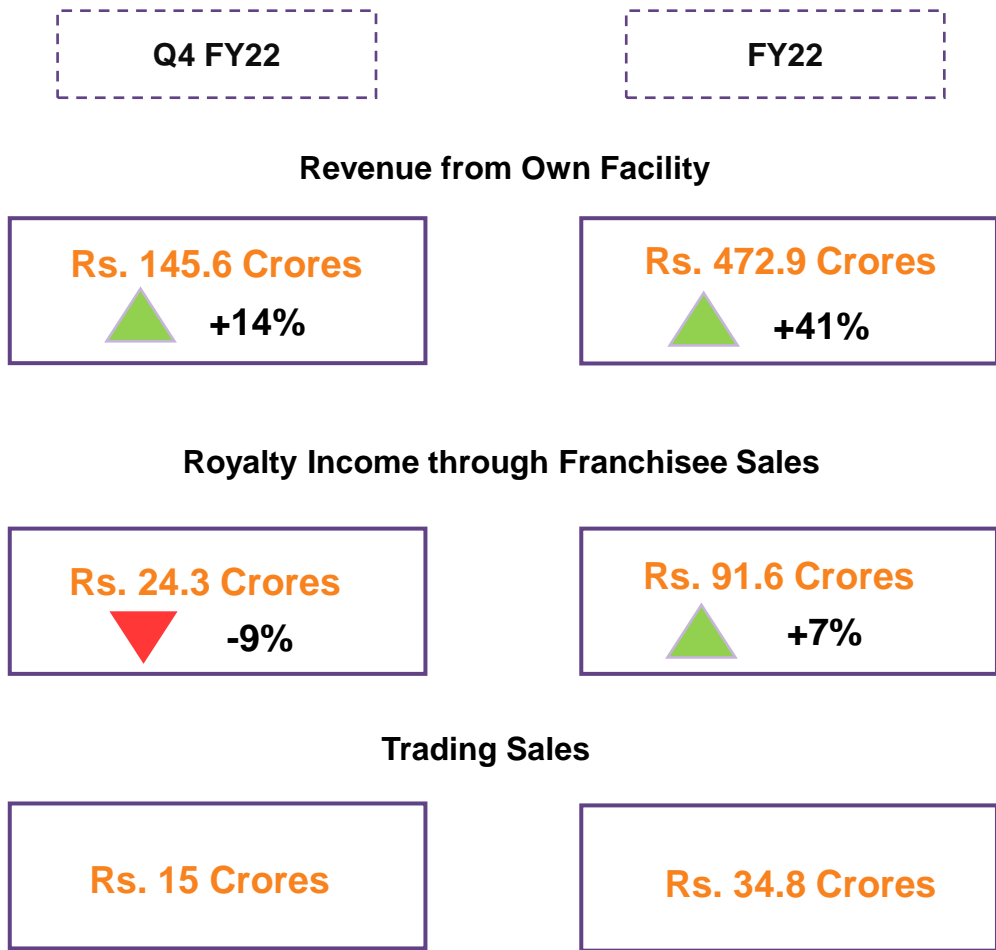 Q4 FY22
FY22
Revenue from Own Facility
Rs. 145.6 Crores
+14%
Rs. 472.9 Crores
+41%
Royalty Income through Franchisee Sales
Rs. 24.3 Crores
-9%
Rs. 91.6 Crores
+7%
Trading Sales
Rs. 15 Crores
Rs. 34.8 Crores